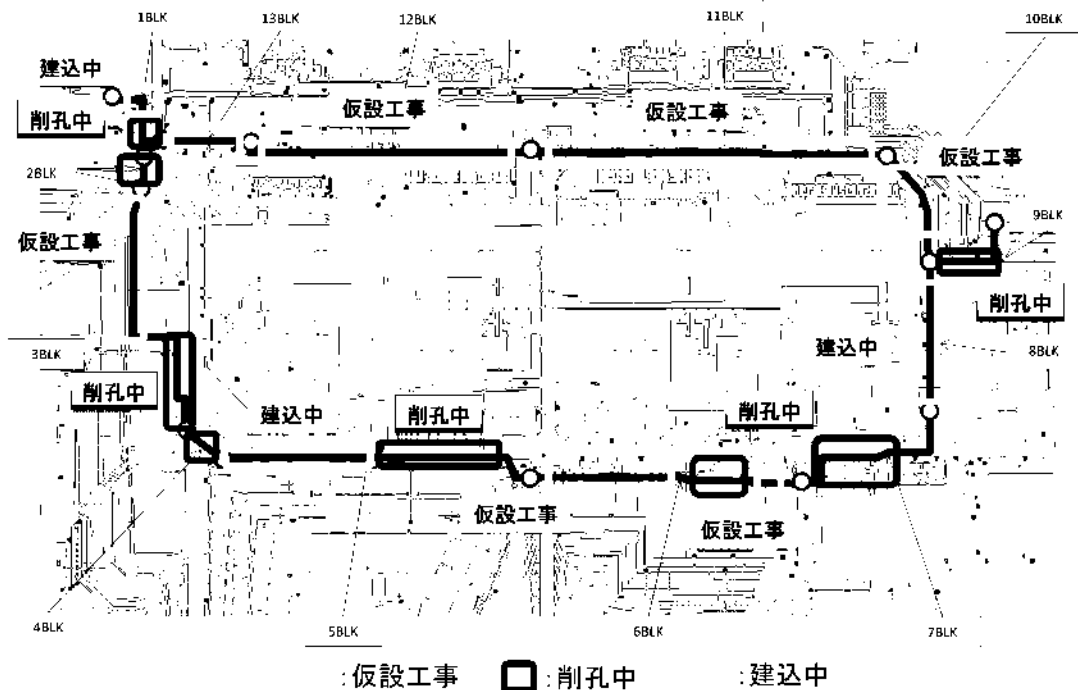 1BLK
13BLK
12BLK
11BLK
10BLK
建込中
削孔中
仮設工事
仮設工事
仮設工事
2BLK
9BLK
仮設工事
削孔中
建込中
8BLK
3BLK
削孔中
建込中
削孔中
削孔中
仮設工事
仮設工事
4BLK
5BLK
6BLK
7BLK
:仮設工事
:削孔中
:建込中